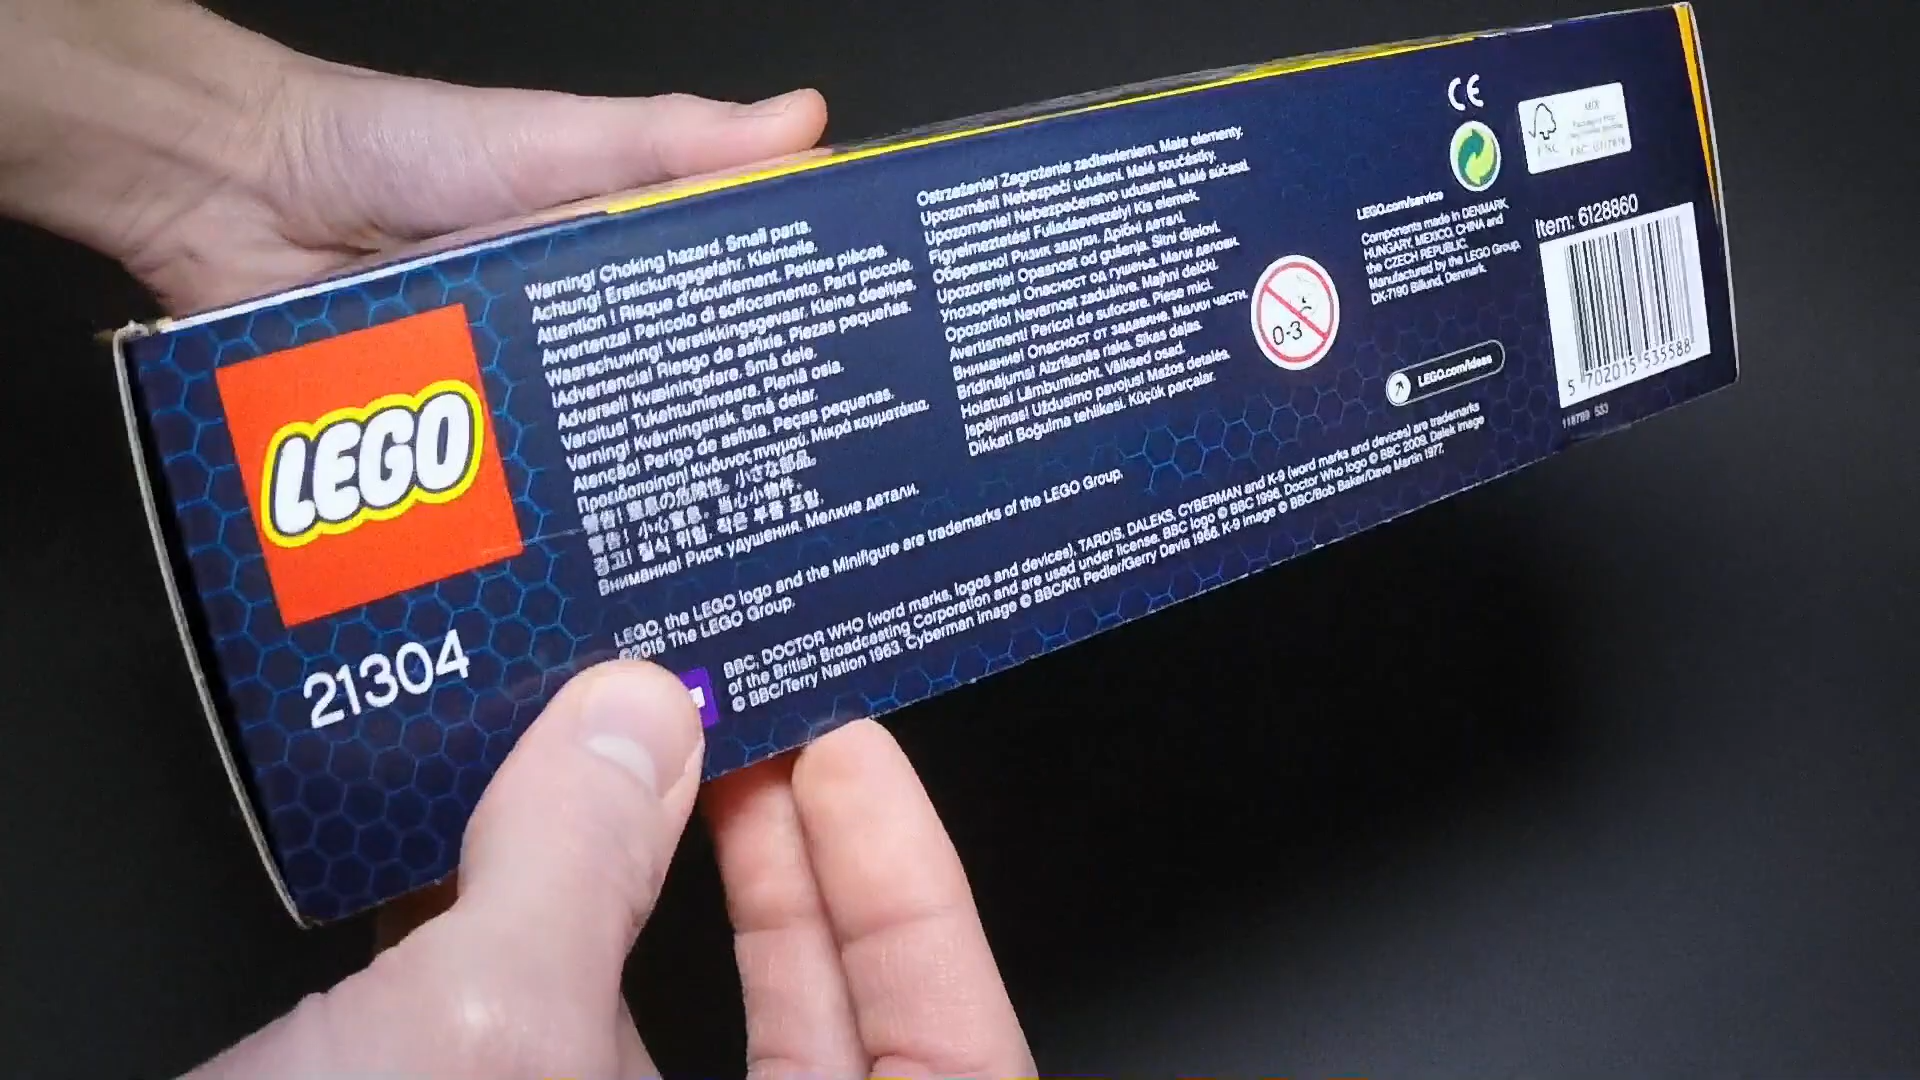 LEGO
21304
Warning! Choking hazard. Small parts.
Achtung! Erstickungsgefahr. Kleinteile.
Attention ! Risque d'étouffement. Petites pièces.
Avvertenza! Pericolo di soffocamento. Parti piccole.
Waarschuwing! Verstikkingsgevaar. Kleine deeltjes.
¡Advertencia! Riesgo de asfixia. Piezas pequeñas.
Advarsel! Kvælningsfare. Små dele.
Varoitus! Tukehtumisvaara. Pieniä osia.
Varning! Kvävningsrisk. Små delar.
Atenção! Perigo de asfixia. Peças pequenas.
Προειδοποίηση! Κίνδυνος πνιγμού. Μικρά κομματάκια.
警告! 窒息の危険性。小さな部品。
警告! 小心窒息。当心小物件。
경고! 질식 위험. 작은 부품 포함.
Внимание! Риск удушения. Мелкие детали.
Ostrzeżenie! Zagrożenie zadławieniem. Małe elementy.
Upozornění! Nebezpečí udušení. Malé součástky.
Upozornenie! Nebezpečenstvo udusenia. Malé súčasti.
Figyelmeztetés! Fulladásveszély! Kis elemek.
Обережно! Ризик задухи. Дрібні деталі.
Upozorenje! Opasnost od gušenja. Sitni dijelovi.
Упозорење! Опасност од гушења. Мали делови.
Opozorilo! Nevarnost zadušitve. Majhni delčki.
Avertisment! Pericol de sufocare. Piese mici.
Внимание! Опасност от задавяне. Малки части.
Brīdinājums! Aizrīšanās risks. Sīkas daļas.
Hoiatus! Lämbumisoht. Väiksed osad.
Įspėjimas! Uždusimo pavojus! Mažos detalės.
Dikkat! Boğulma tehlikesi. Küçük parçalar.
0-3
LEGO, the LEGO logo and the Minifigure are trademarks of the LEGO Group.
©2015 The LEGO Group.
BBC, DOCTOR WHO (word marks, logos and devices), TARDIS, DALEKS, CYBERMAN and K-9 (word marks and devices) are trademarks
of the British Broadcasting Corporation and are used under license. BBC logo © BBC 1996. Doctor Who logo © BBC 2009. Dalek image
© BBC/Terry Nation 1963. Cyberman image © BBC/Kit Pedler/Gerry Davis 1966. K-9 image © BBC/Bob Baker/Dave Martin 1977.
CE
FSC
MIX
LEGO.com/service
Components made in DENMARK,
HUNGARY, MEXICO, CHINA and
the CZECH REPUBLIC.
Manufactured by the LEGO Group,
DK-7190 Billund, Denmark.
LEGO.com/ideas
Item: 6128860
5 702015 535588